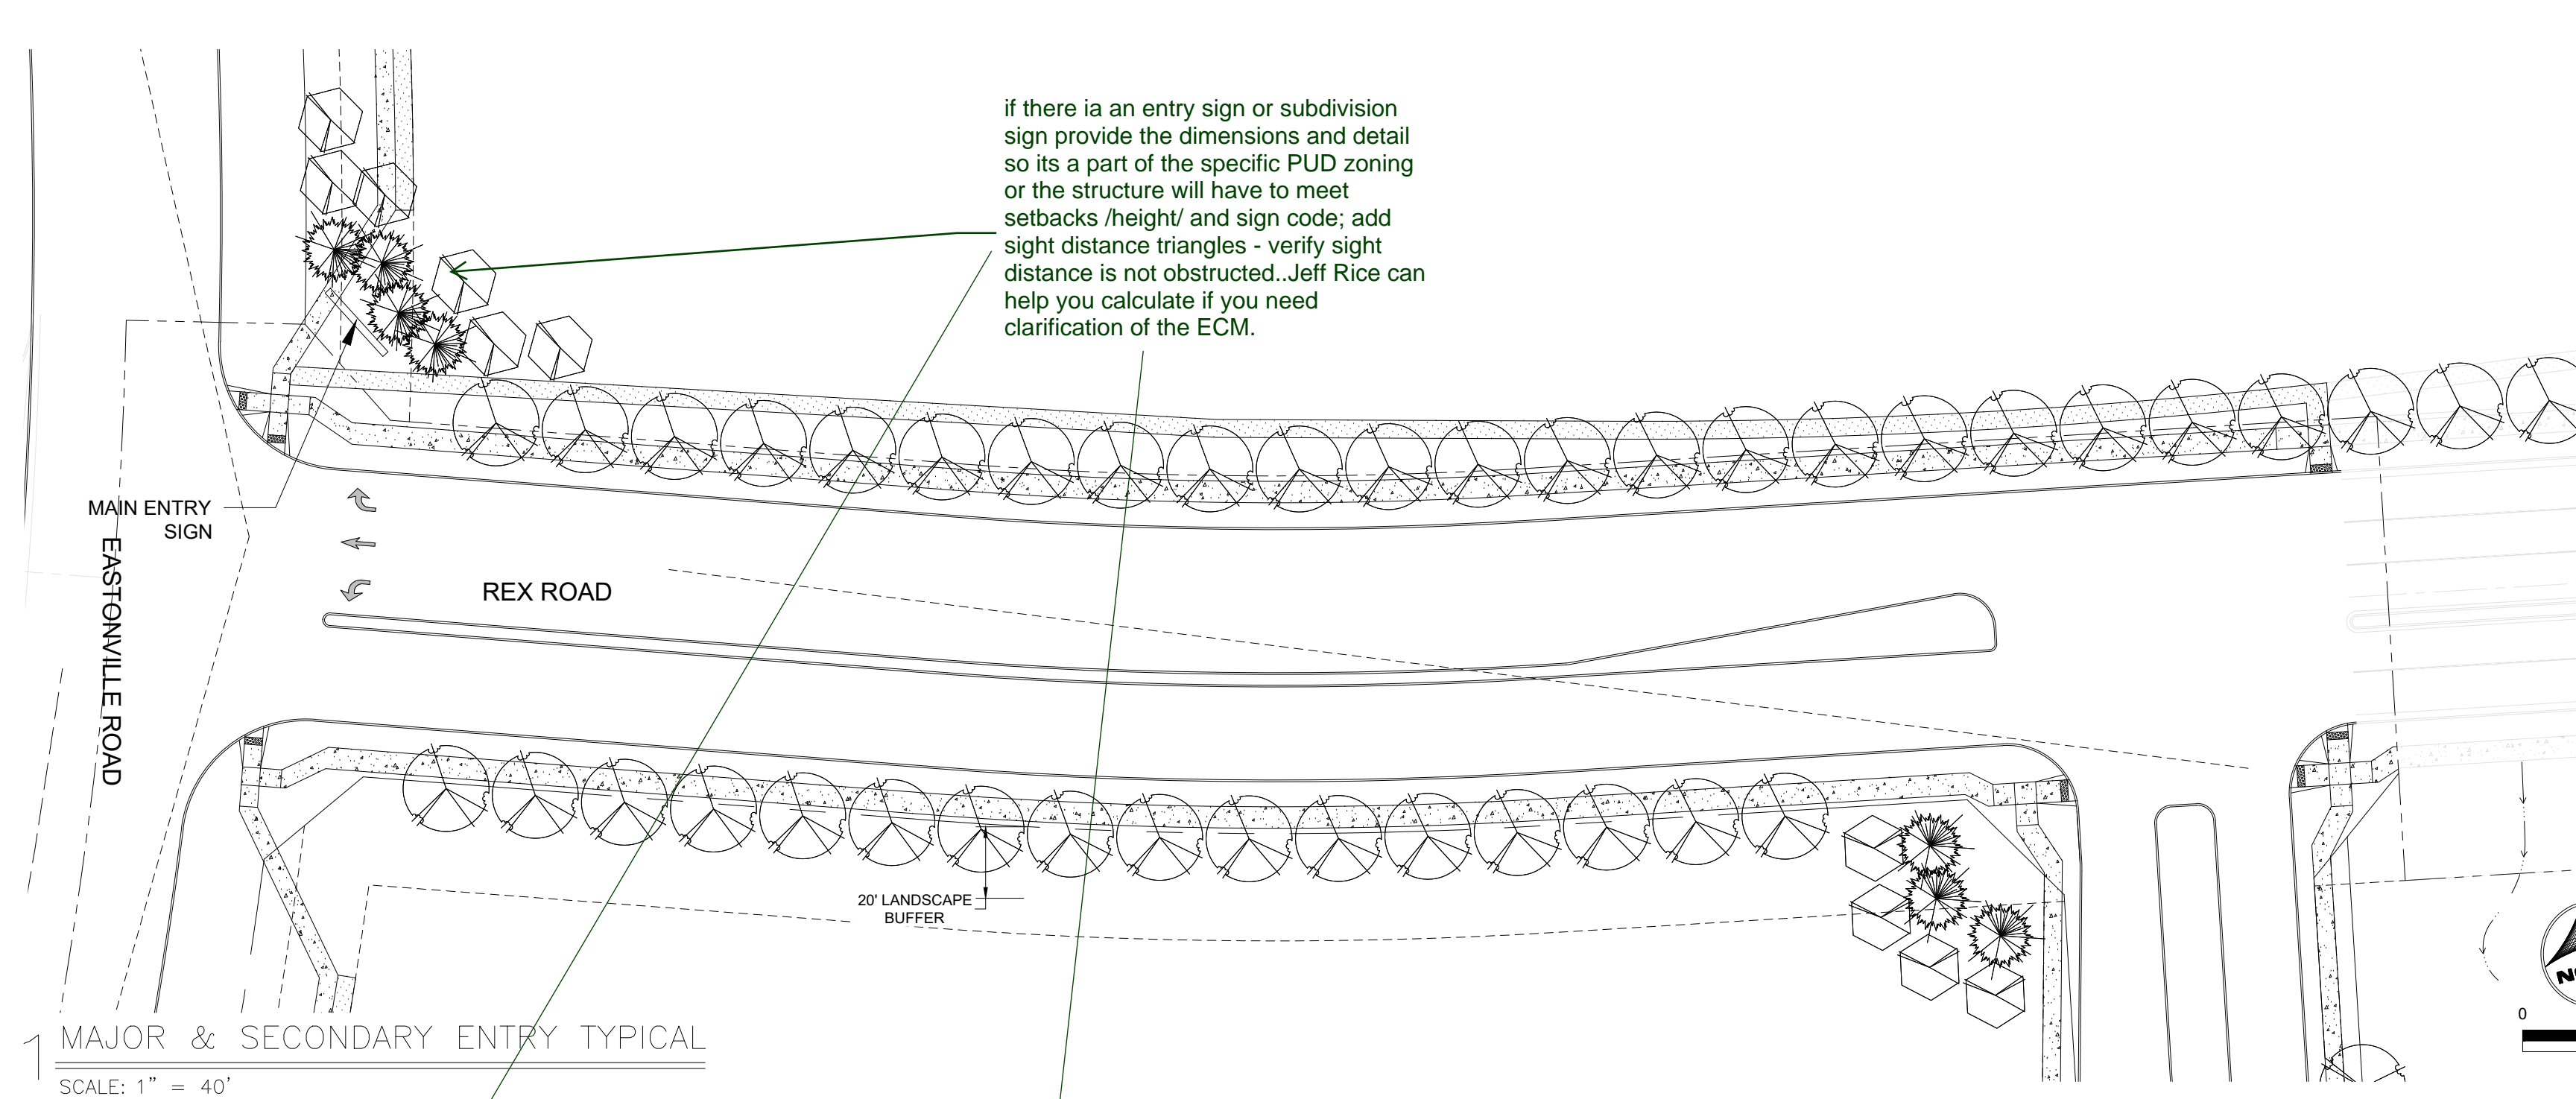 if there ia an entry sign or subdivision
sign provide the dimensions and detail
so its a part of the specific PUD zoning
or the structure will have to meet
setbacks /height/ and sign code; add
sight distance triangles - verify sight
distance is not obstructed..Jeff Rice can
help you calculate if you need
clarification of the ECM.
MAIN ENTRY
SIGN
EASTONVILLE ROAD
REX ROAD
20' LANDSCAPE
BUFFER
0
1 MAJOR & SECONDARY ENTRY TYPICAL
SCALE: 1" = 40'